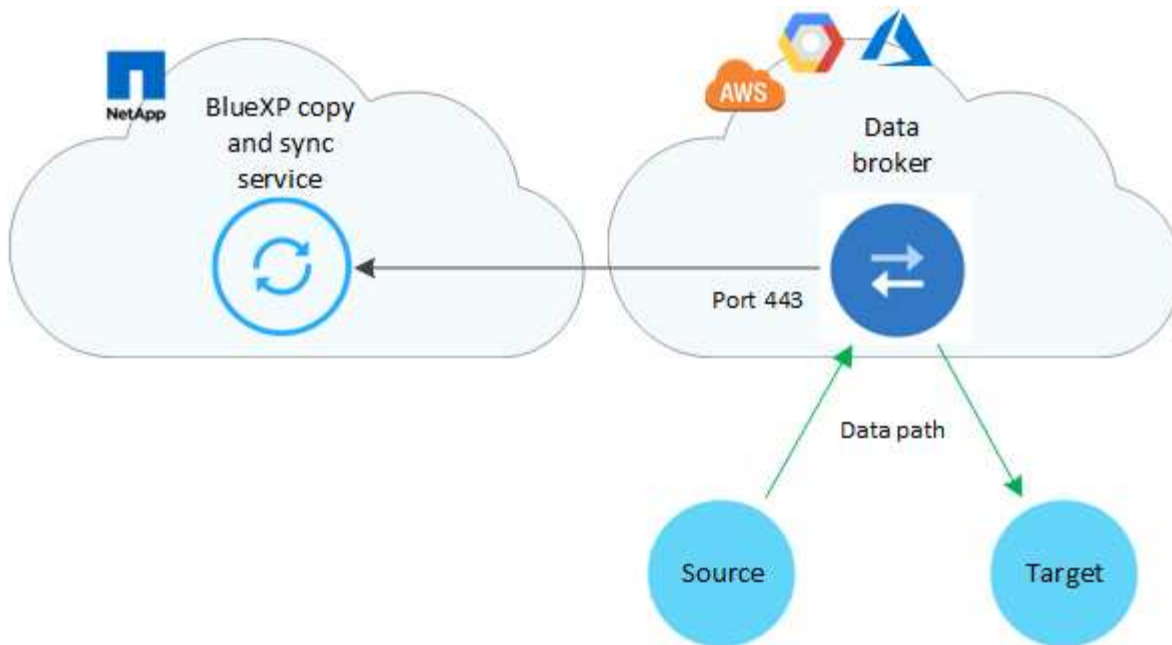 NetApp
BlueXP copy
and sync
service
AWS
Data
broker
Port 443
Data path
Source
Target